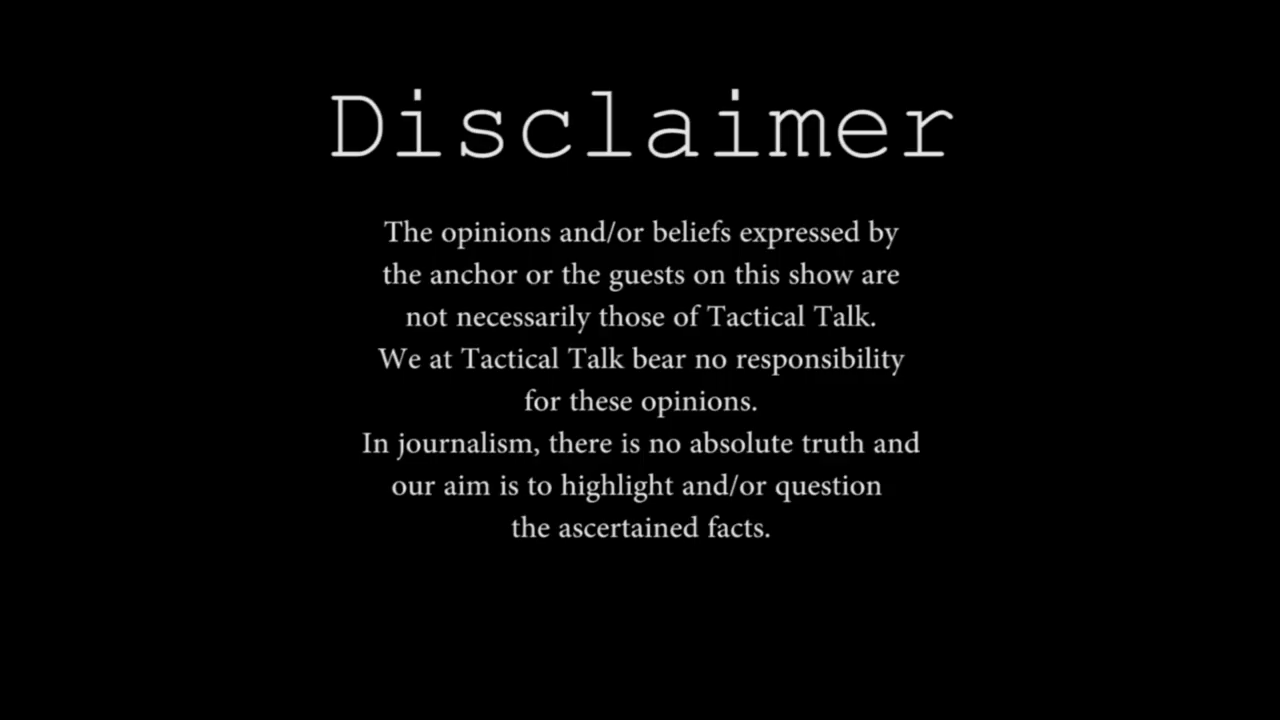 Disclaimer
The opinions and/or beliefs expressed by
the anchor or the guests on this show are
not necessarily those of Tactical Talk.
We at Tactical Talk bear no responsibility
for these opinions.
In journalism, there is no absolute truth and
our aim is to highlight and/or question
the ascertained facts.